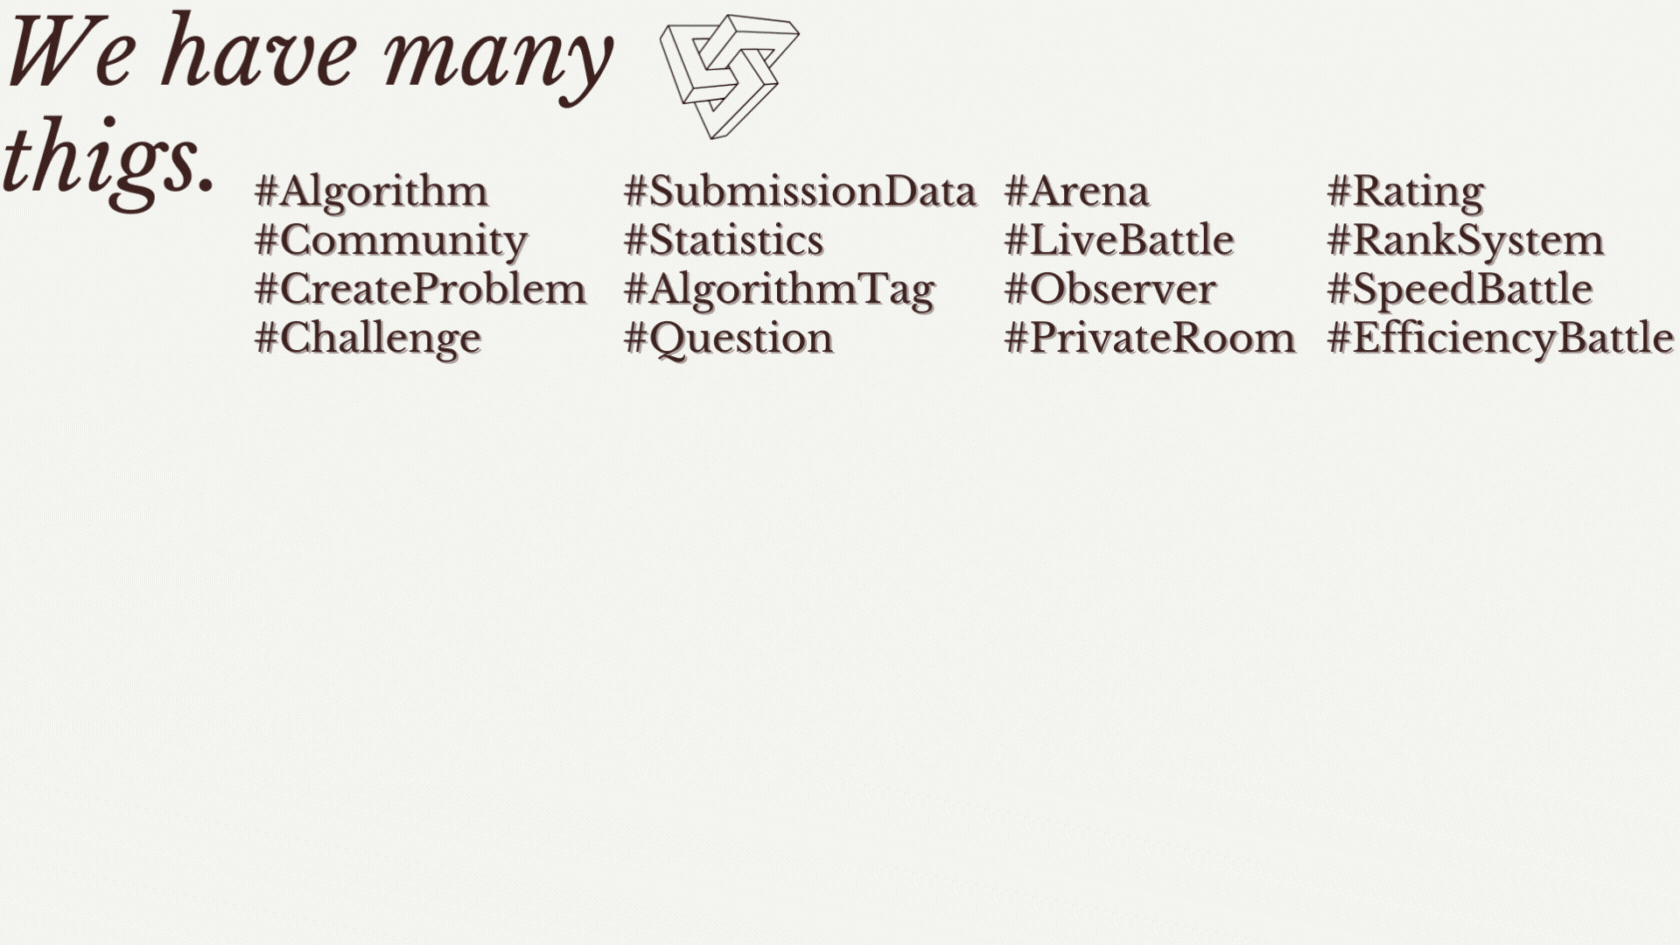 We have many
thigs.
#Algorithm #SubmissionData #Arena #Rating
#Community #Statistics #LiveBattle #RankSystem
#CreateProblem #AlgorithmTag #Observer #SpeedBattle
#Challenge #Question #PrivateRoom #EfficiencyBattle